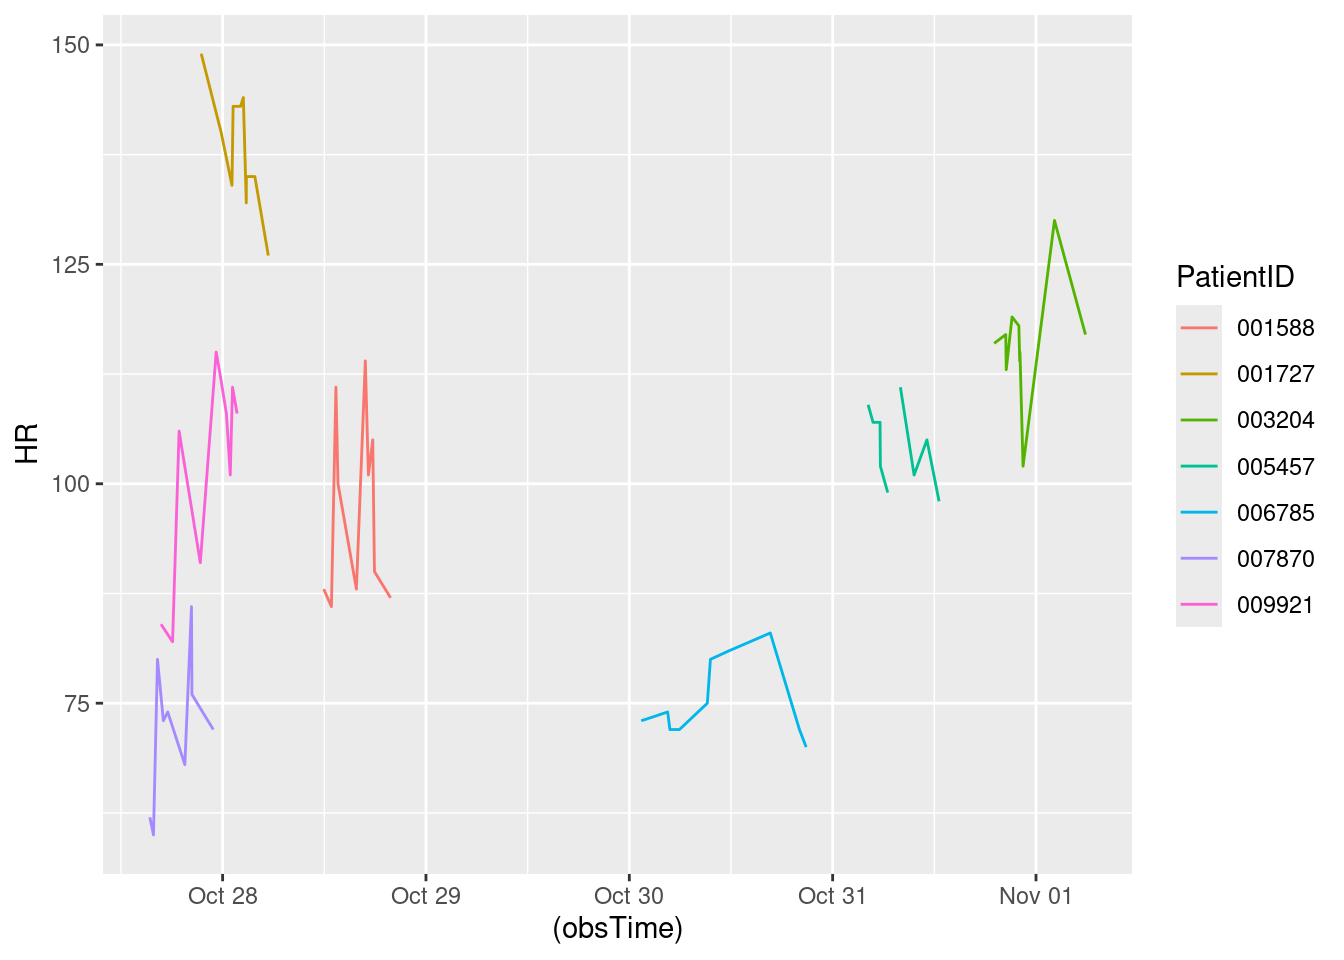 150
125
100
75
HR
Oct 28
Oct 29
Oct 30
Oct 31
Nov 01
(obsTime)
PatientID
001588
001727
003204
005457
006785
007870
009921